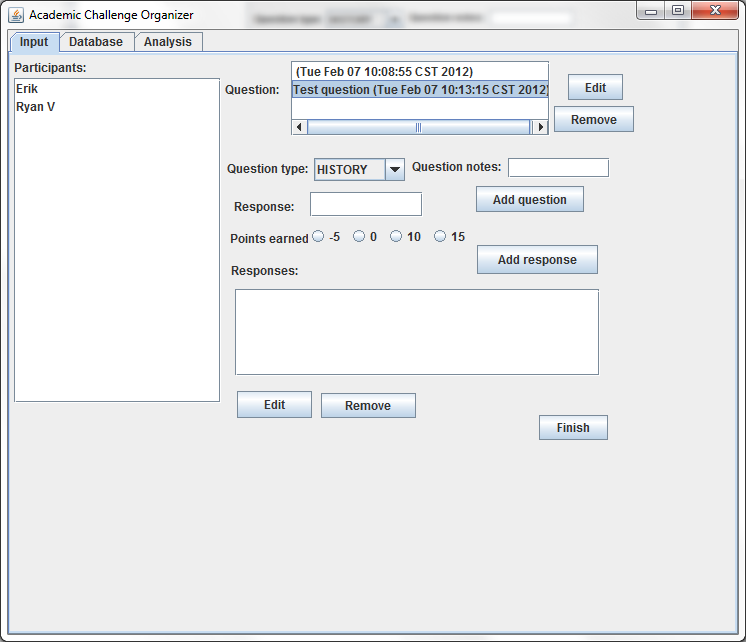 Academic Challenge Organizer
Input Database Analysis
Participants:
Erik
Ryan V
Question:
(Tue Feb 07 10:08:55 CST 2012)
Test question (Tue Feb 07 10:13:15 CST 2012)
Edit
Remove
Question type: HISTORY Question notes:
Response:
Add question
Points earned -5 0 10 15
Add response
Responses:
Edit Remove
Finish